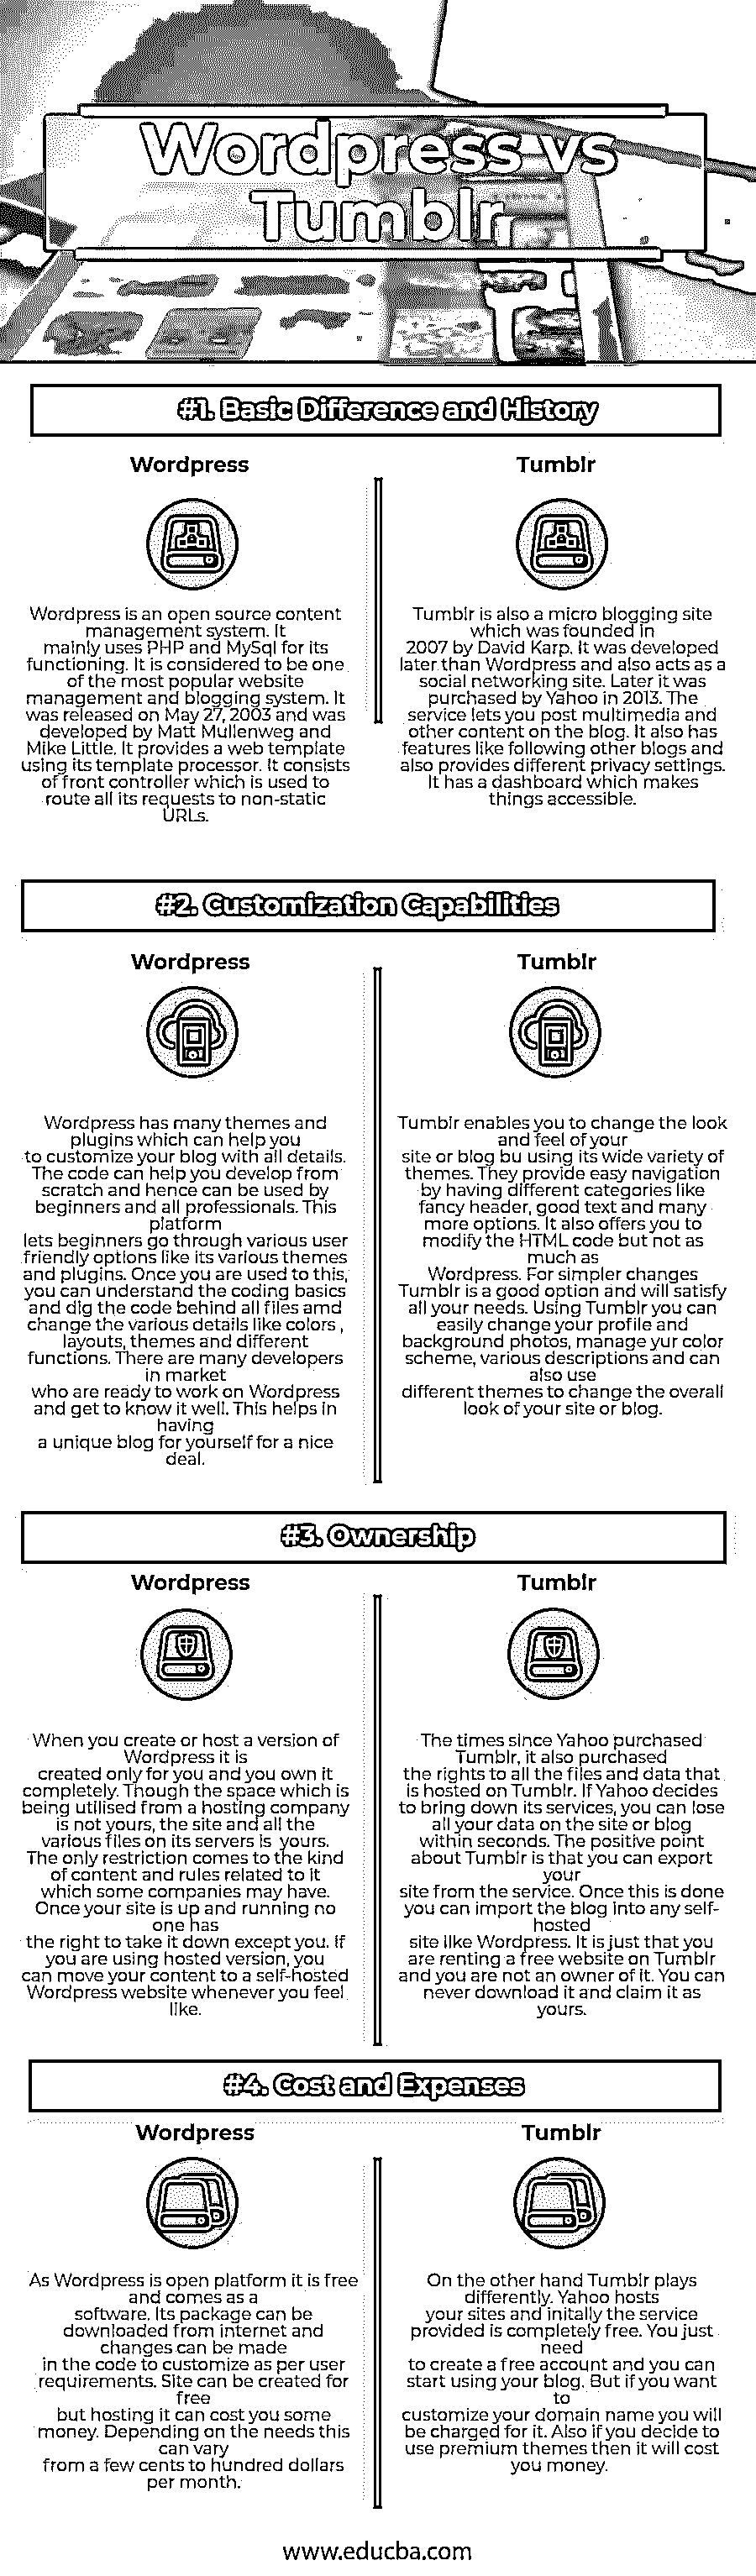 Wordpress vs
Tumblr
#1. Basic Difference and History
Wordpress
Wordpress is an open source content
management system. It
mainly uses PHP and MySql for its
functioning. It is considered to be one
of the most popular website
management and blogging system. It
was released on May 27, 2003 and was
developed by Matt Mullenweg and
Mike Little. It provides a web template
using its template processor. It consists
of front controller which is used to
route all its requests to non-static
URLs.
Tumblr
Tumblr is also a micro blogging site
which was founded in
2007 by David Karp. It was developed
later than Wordpress and also acts as a
social networking site. Later it was
purchased by Yahoo in 2013. The
service lets you post multimedia and
other content on the blog. It also has
features like following other blogs and
also provides different privacy settings.
It has a dashboard which makes
things accessible.
#2. Customization Capabilities
Wordpress
Wordpress has many themes and
plugins which can help you
to customize your blog with all details.
The code can help you develop from
scratch and hence can be used by
beginners and all professionals. This
platform
lets beginners go through various user
friendly options like its various themes
and plugins. Once you are used to this,
you can understand the coding basics
and dig the code behind all files amd
change the various details like colors ,
layouts, themes and different
functions. There are many developers
in market
who are ready to work on Wordpress
and get to know it well. This helps in
having
a unique blog for yourself for a nice
deal.
Tumblr
Tumblr enables you to change the look
and feel of your
site or blog bu using its wide variety of
themes. They provide easy navigation
by having different categories like
fancy header, good text and many
more options. It also offers you to
modify the HTML code but not as
much as
Wordpress. For simpler changes
Tumblr is a good option and will satisfy
all your needs. Using Tumblr you can
easily change your profile and
background photos, manage yur color
scheme, various descriptions and can
also use
different themes to change the overall
look of your site or blog.
#3. Ownership
Wordpress
When you create or host a version of
Wordpress it is
created only for you and you own it
completely. Though the space which is
being utilised from a hosting company
is not yours, the site and all the
various files on its servers is yours.
The only restriction comes to the kind
of content and rules related to it
which some companies may have.
Once your site is up and running no
one has
the right to take it down except you. If
you are using hosted version, you
can move your content to a self-hosted
Wordpress website whenever you feel
like.
Tumblr
The times since Yahoo purchased
Tumblr, it also purchased
the rights to all the files and data that
is hosted on Tumblr. If Yahoo decides
to bring down its services, you can lose
all your data on the site or blog
within seconds. The positive point
about Tumblr is that you can export
your
site from the service. Once this is done
you can import the blog into any self-
hosted
site like Wordpress. It is just that you
are renting a free website on Tumblr
and you are not an owner of it. You can
never download it and claim it as
yours.
#4. Cost and Expenses
Wordpress
As Wordpress is open platform it is free
and comes as a
software. Its package can be
downloaded from internet and
changes can be made
in the code to customize as per user
requirements. Site can be created for
free
but hosting it can cost you some
money. Depending on the needs this
can vary
from a few cents to hundred dollars
per month.
Tumblr
On the other hand Tumblr plays
differently. Yahoo hosts
your sites and initally the service
provided is completely free. You just
need
to create a free account and you can
start using your blog. But if you want
to
customize your domain name you will
be charged for it. Also if you decide to
use premium themes then it will cost
you money.
www.educba.com